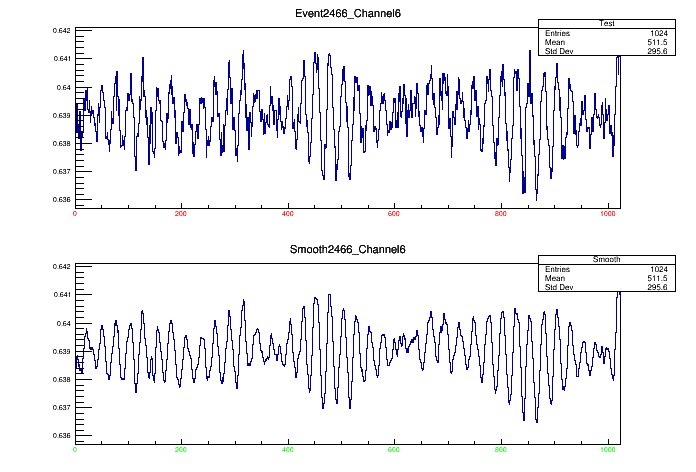 Event2466_Channel6
Test
Entries 1024
Mean 511.5
Std Dev 295.6
0.642
0.641
0.64
0.639
0.638
0.637
0.636
0 200 400 600 800 1000
Smooth2466_Channel6
Smooth
Entries 1024
Mean 511.5
Std Dev 295.6
0.642
0.641
0.64
0.639
0.638
0.637
0.636
0 200 400 600 800 1000